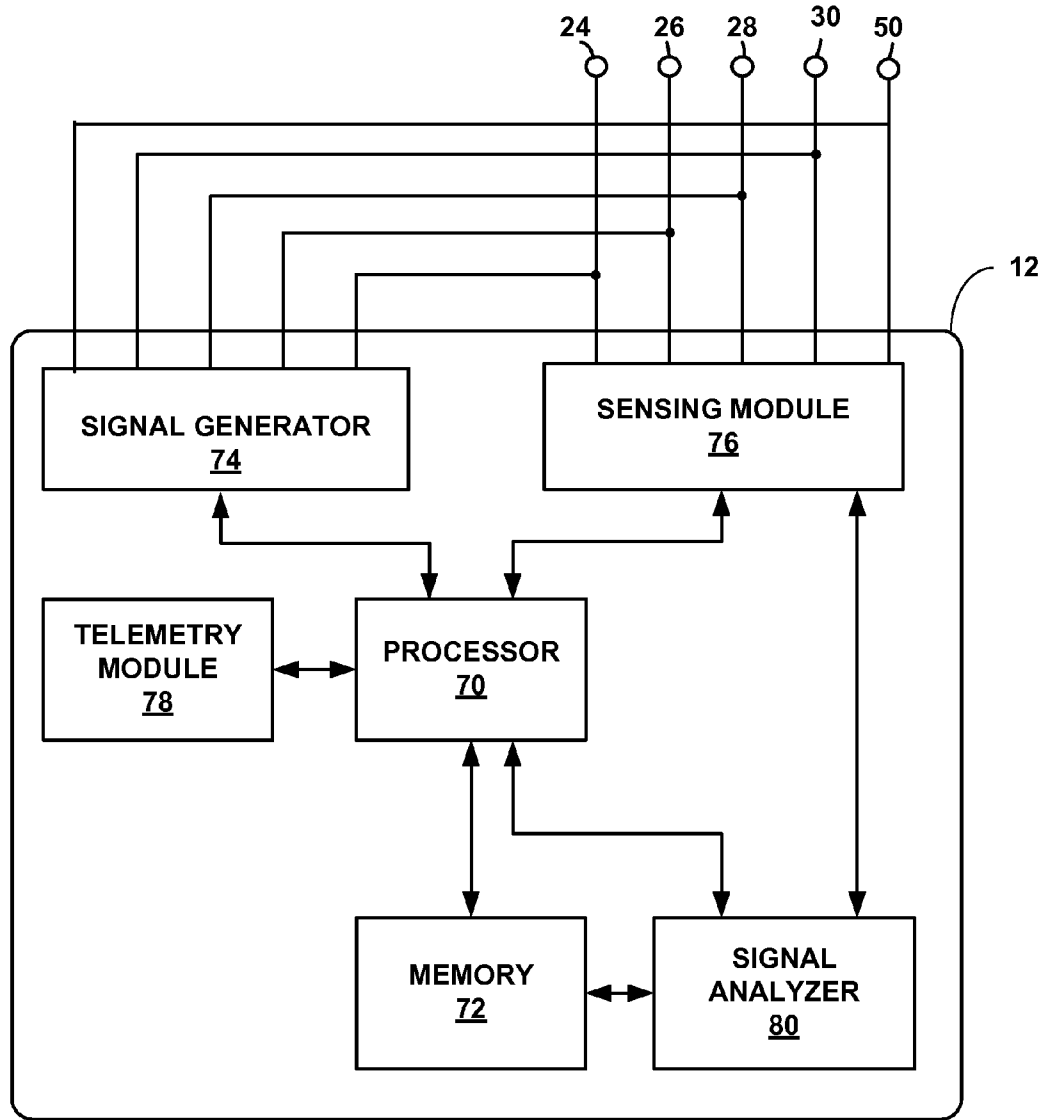 24
26
28
30
50
12
SIGNAL GENERATOR
74
SENSING MODULE
76
TELEMETRY
MODULE
78
PROCESSOR
70
MEMORY
72
SIGNAL
ANALYZER
80